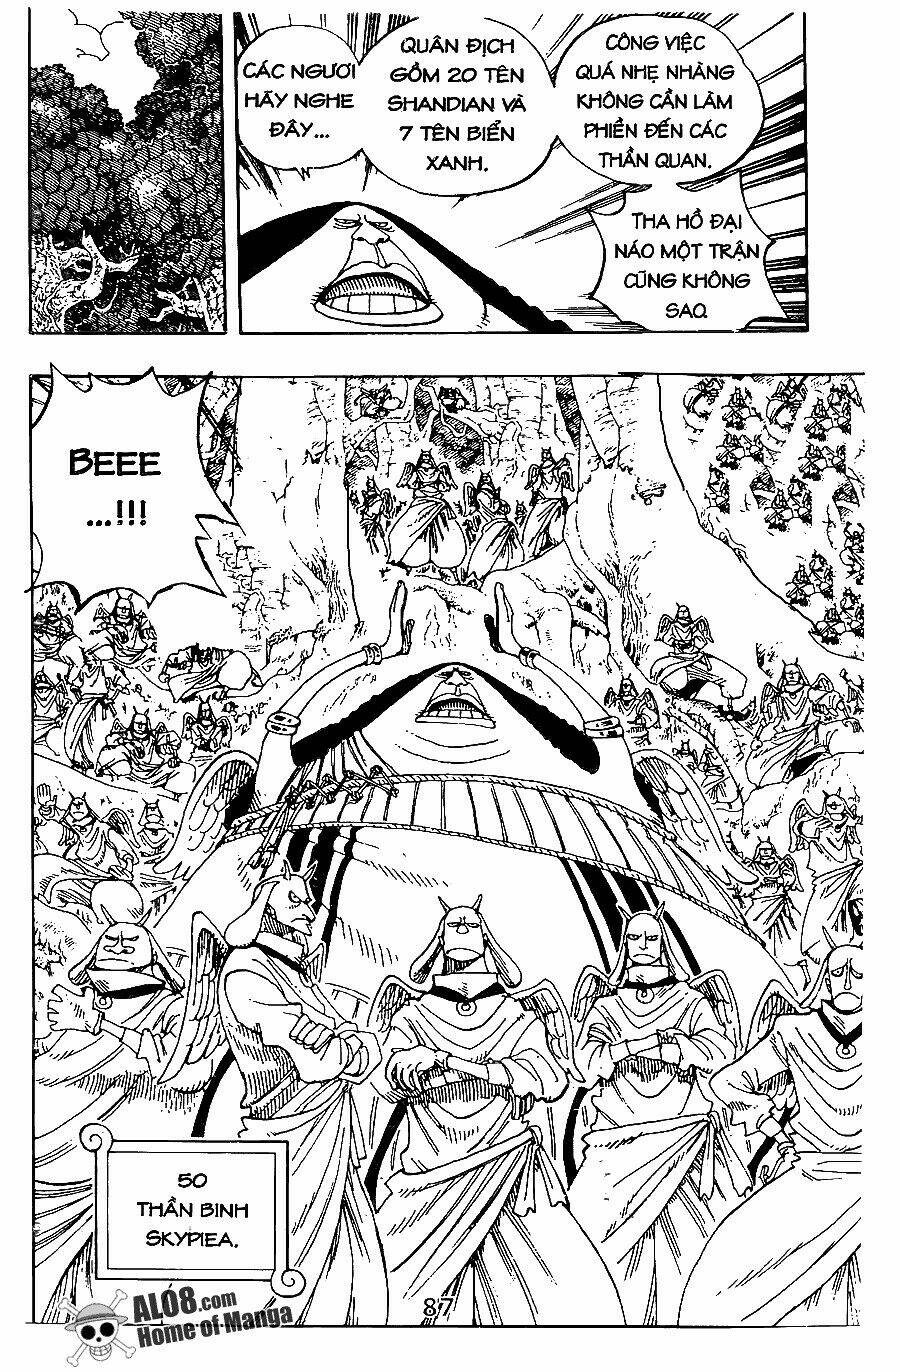 CÁC NGƯƠI
HÃY NGHE
ĐÂY...
QUÂN ĐỊCH
GỒM 20 TÊN
SHANDIAN VÀ
7 TÊN BIỂN
XANH.
CÔNG VIỆC
QUÁ NHẸ NHÀNG
KHÔNG CẦN LÀM
PHIỀN ĐẾN CÁC
THẦN QUAN.
THA HỒ ĐẠI
NÁO MỘT TRẬN
CŨNG KHÔNG
SAO.
BEEE
...!!!
50
THẦN BINH
SKYPIEA.
87
AL08.com
Home of Manga